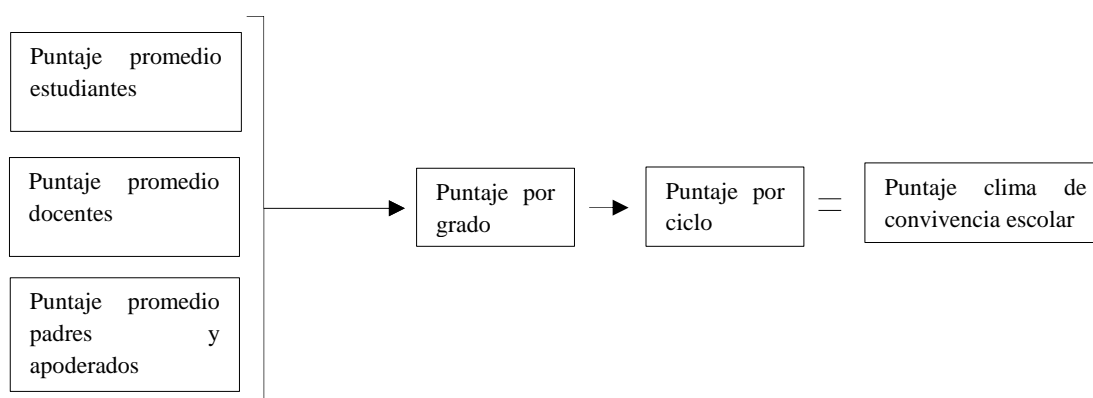 Puntaje promedio
estudiantes
Puntaje promedio
docentes
Puntaje promedio
padres y
apoderados
Puntaje por
grado
Puntaje por
ciclo
=
Puntaje clima de
convivencia escolar